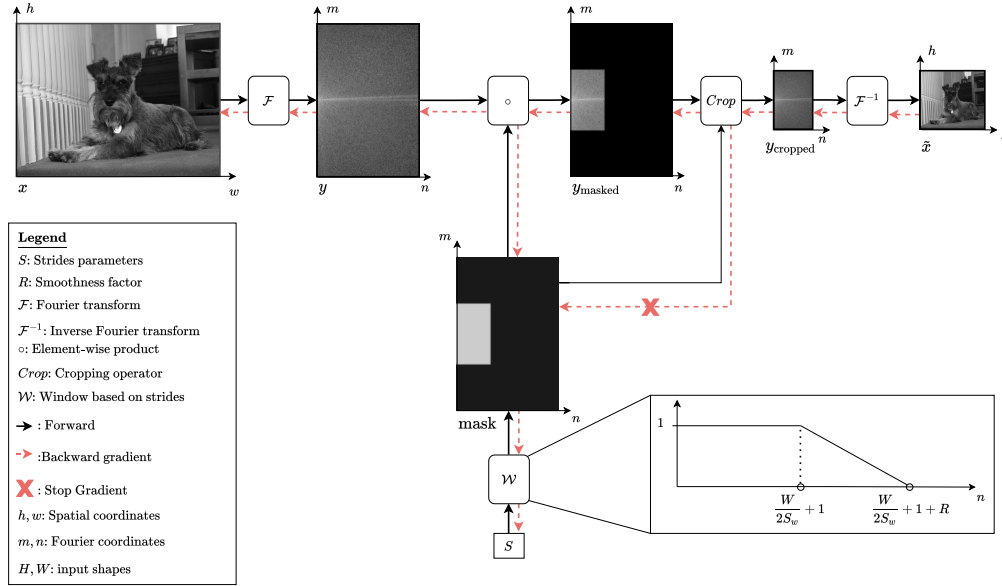 h
m
m
m
h
𝓕
∘
Crop
𝓕⁻¹
x
w
y
n
y_masked
n
y_cropped
n
x̃
Legend
S: Strides parameters
R: Smoothness factor
𝓕: Fourier transform
𝓕⁻¹: Inverse Fourier transform
∘: Element-wise product
Crop: Cropping operator
𝓦: Window based on strides
: Forward
:Backward gradient
: Stop Gradient
h, w: Spatial coordinates
m, n: Fourier coordinates
H, W: input shapes
m
mask
n
𝓦
S
1
W/2S_w + 1
W/2S_w + 1 + R
n